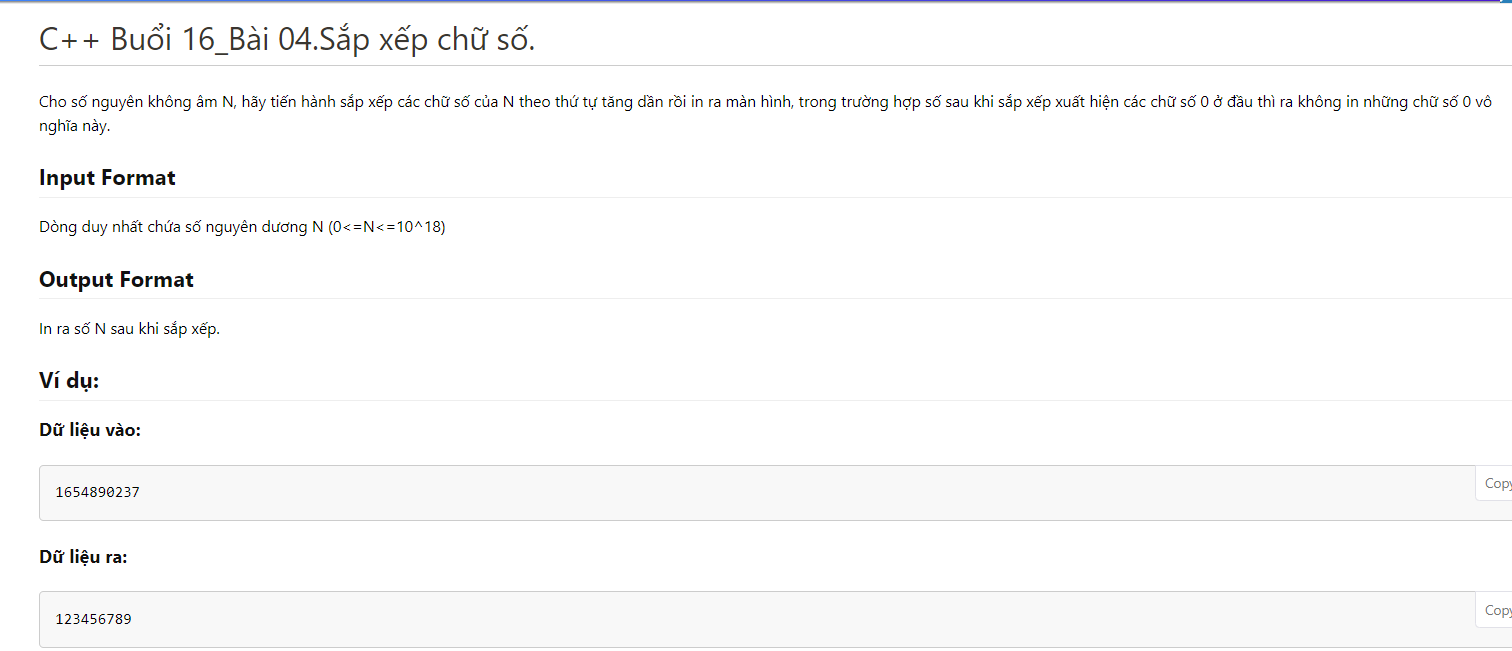 C++ Buổi 16_Bài 04.Sắp xếp chữ số.
Cho số nguyên không âm N, hãy tiến hành sắp xếp các chữ số của N theo thứ tự tăng dần rồi in ra màn hình, trong trường hợp số sau khi sắp xếp xuất hiện các chữ số 0 ở đầu thì ra không in những chữ số 0 vô
nghĩa này.
Input Format
Dòng duy nhất chứa số nguyên dương N (0<=N<=10^18)
Output Format
In ra số N sau khi sắp xếp.
Ví dụ:
Dữ liệu vào:
Copy
1654890237
Dữ liệu ra:
Copy
123456789